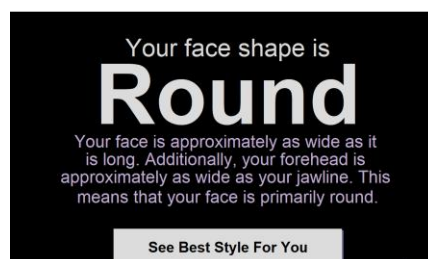 Your face shape is
Round
Your face is approximately as wide as it
is long. Additionally, your forehead is
approximately as wide as your jawline. This
means that your face is primarily round.
See Best Style For You